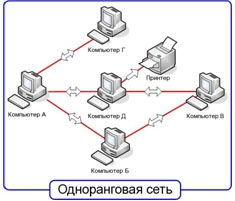 Компьютер Г
Принтер
Компьютер А
Компьютер Д
Компьютер В
Компьютер Б
Одноранговая сеть